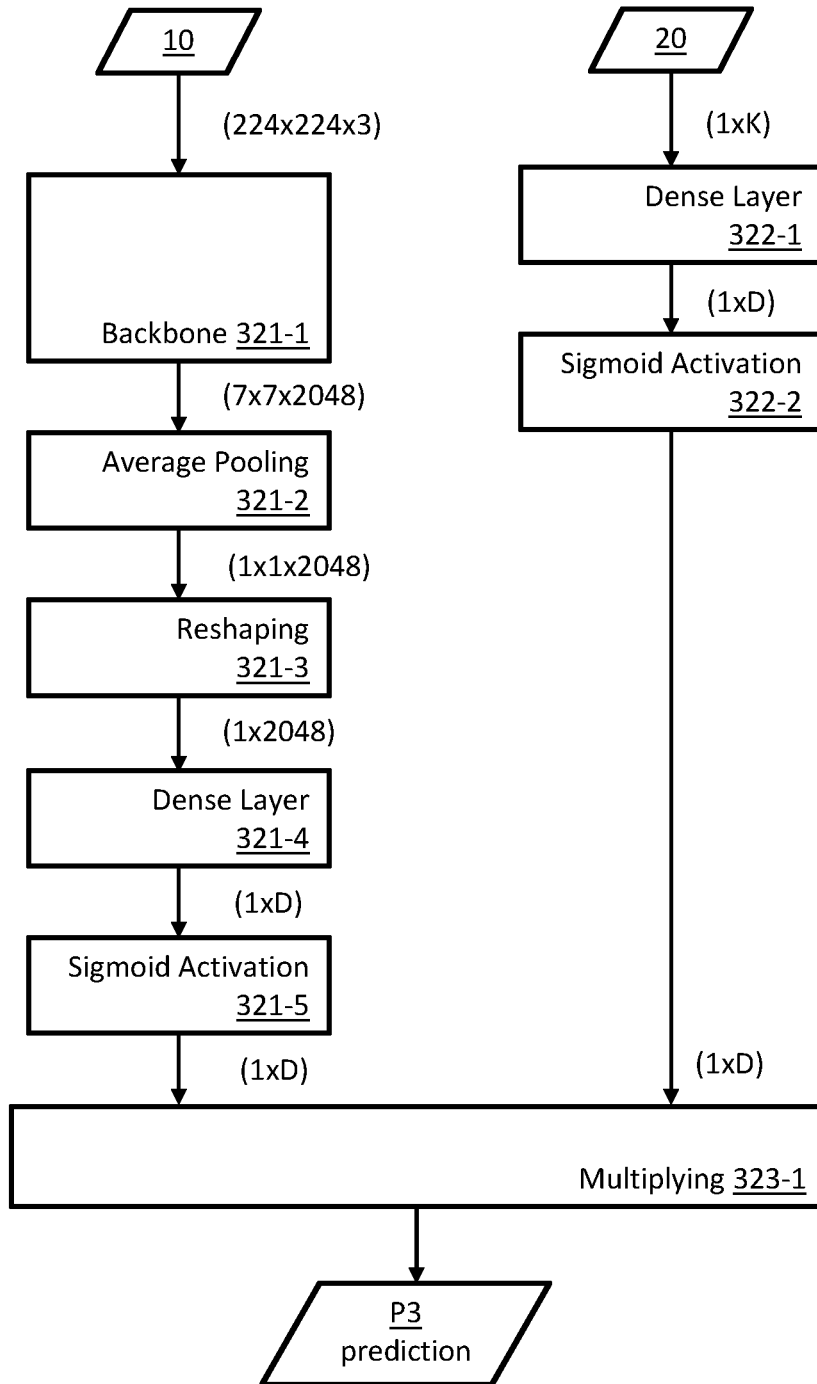 10
(224x224x3)
Backbone 321-1
(7x7x2048)
Average Pooling
321-2
(1x1x2048)
Reshaping
321-3
(1x2048)
Dense Layer
321-4
(1xD)
Sigmoid Activation
321-5
(1xD)
20
(1xK)
Dense Layer
322-1
(1xD)
Sigmoid Activation
322-2
(1xD)
Multiplying 323-1
P3
prediction